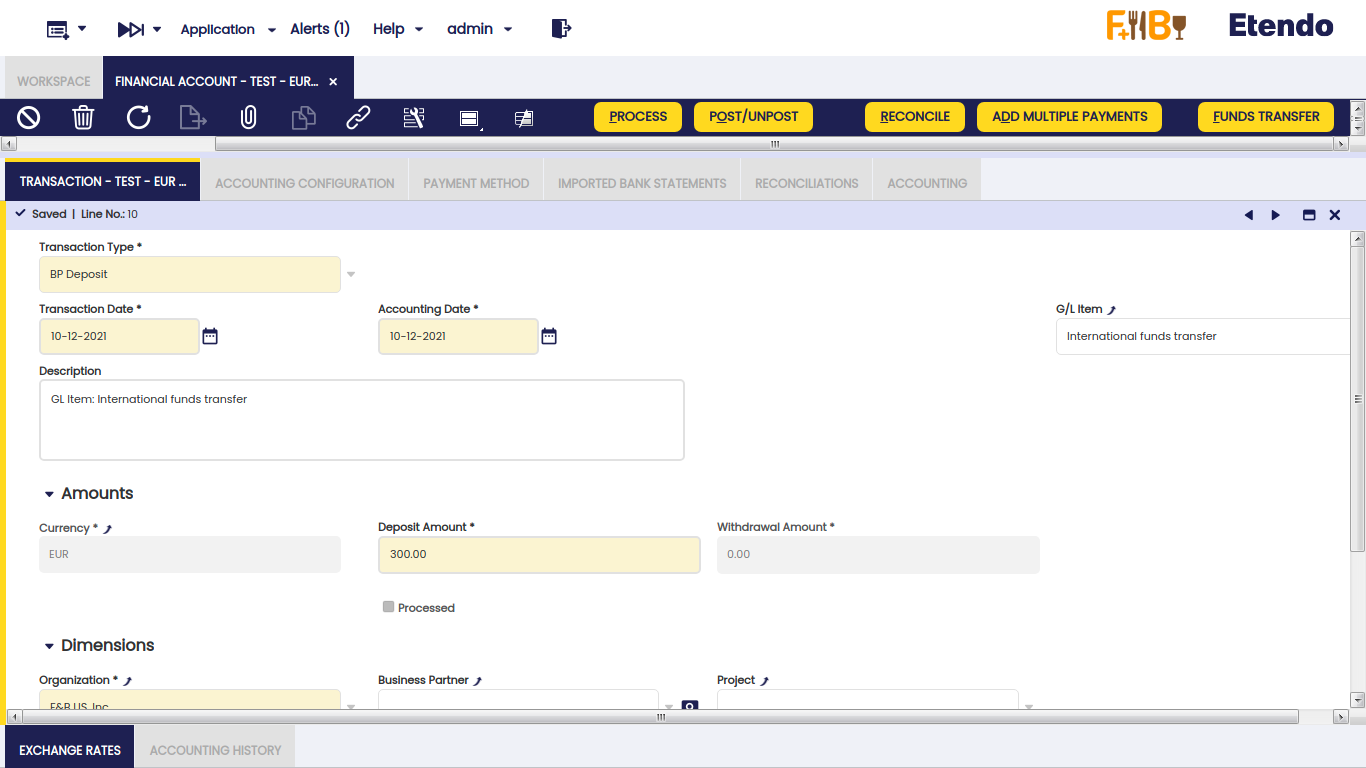 Application Alerts (1) Help admin F+B Etendo
WORKSPACE FINANCIAL ACCOUNT - TEST - EUR...
PROCESS POST/UNPOST RECONCILE ADD MULTIPLE PAYMENTS FUNDS TRANSFER
TRANSACTION - TEST - EUR ... ACCOUNTING CONFIGURATION PAYMENT METHOD IMPORTED BANK STATEMENTS RECONCILIATIONS ACCOUNTING
Saved | Line No.: 10
Transaction Type *
BP Deposit
Transaction Date * Accounting Date * G/L Item
10-12-2021 10-12-2021 International funds transfer
Description
GL Item: International funds transfer
Amounts
Currency * Deposit Amount * Withdrawal Amount *
EUR 300.00 0.00
Processed
Dimensions
Organization * Business Partner Project
F&B US, Inc.
EXCHANGE RATES ACCOUNTING HISTORY